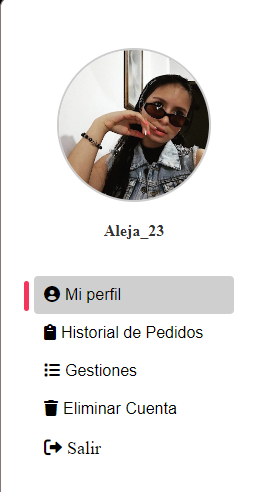 Aleja_23
Mi perfil
Historial de Pedidos
Gestiones
Eliminar Cuenta
Salir